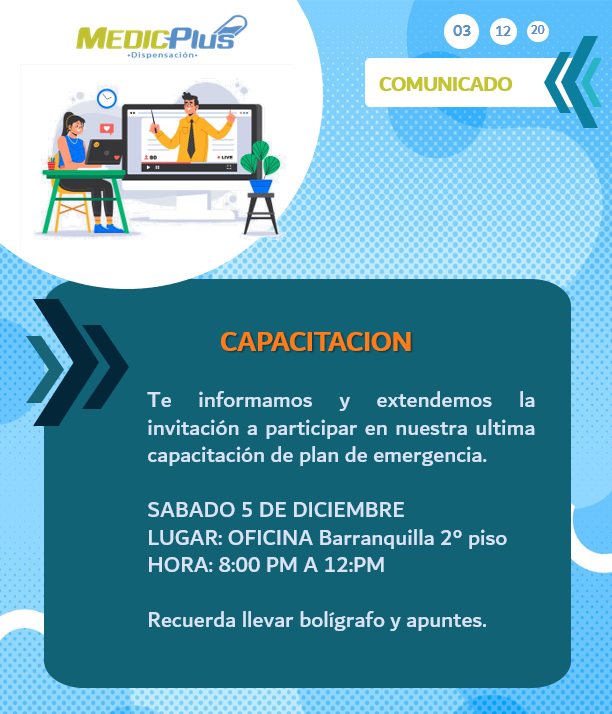 MEDICPLUS
•Dispensación•
03 12 20
COMUNICADO
80
LIVE
CAPACITACION
Te informamos y extendemos la
invitación a participar en nuestra ultima
capacitación de plan de emergencia.
SABADO 5 DE DICIEMBRE
LUGAR: OFICINA Barranquilla 2º piso
HORA: 8:00 PM A 12:PM
Recuerda llevar bolígrafo y apuntes.